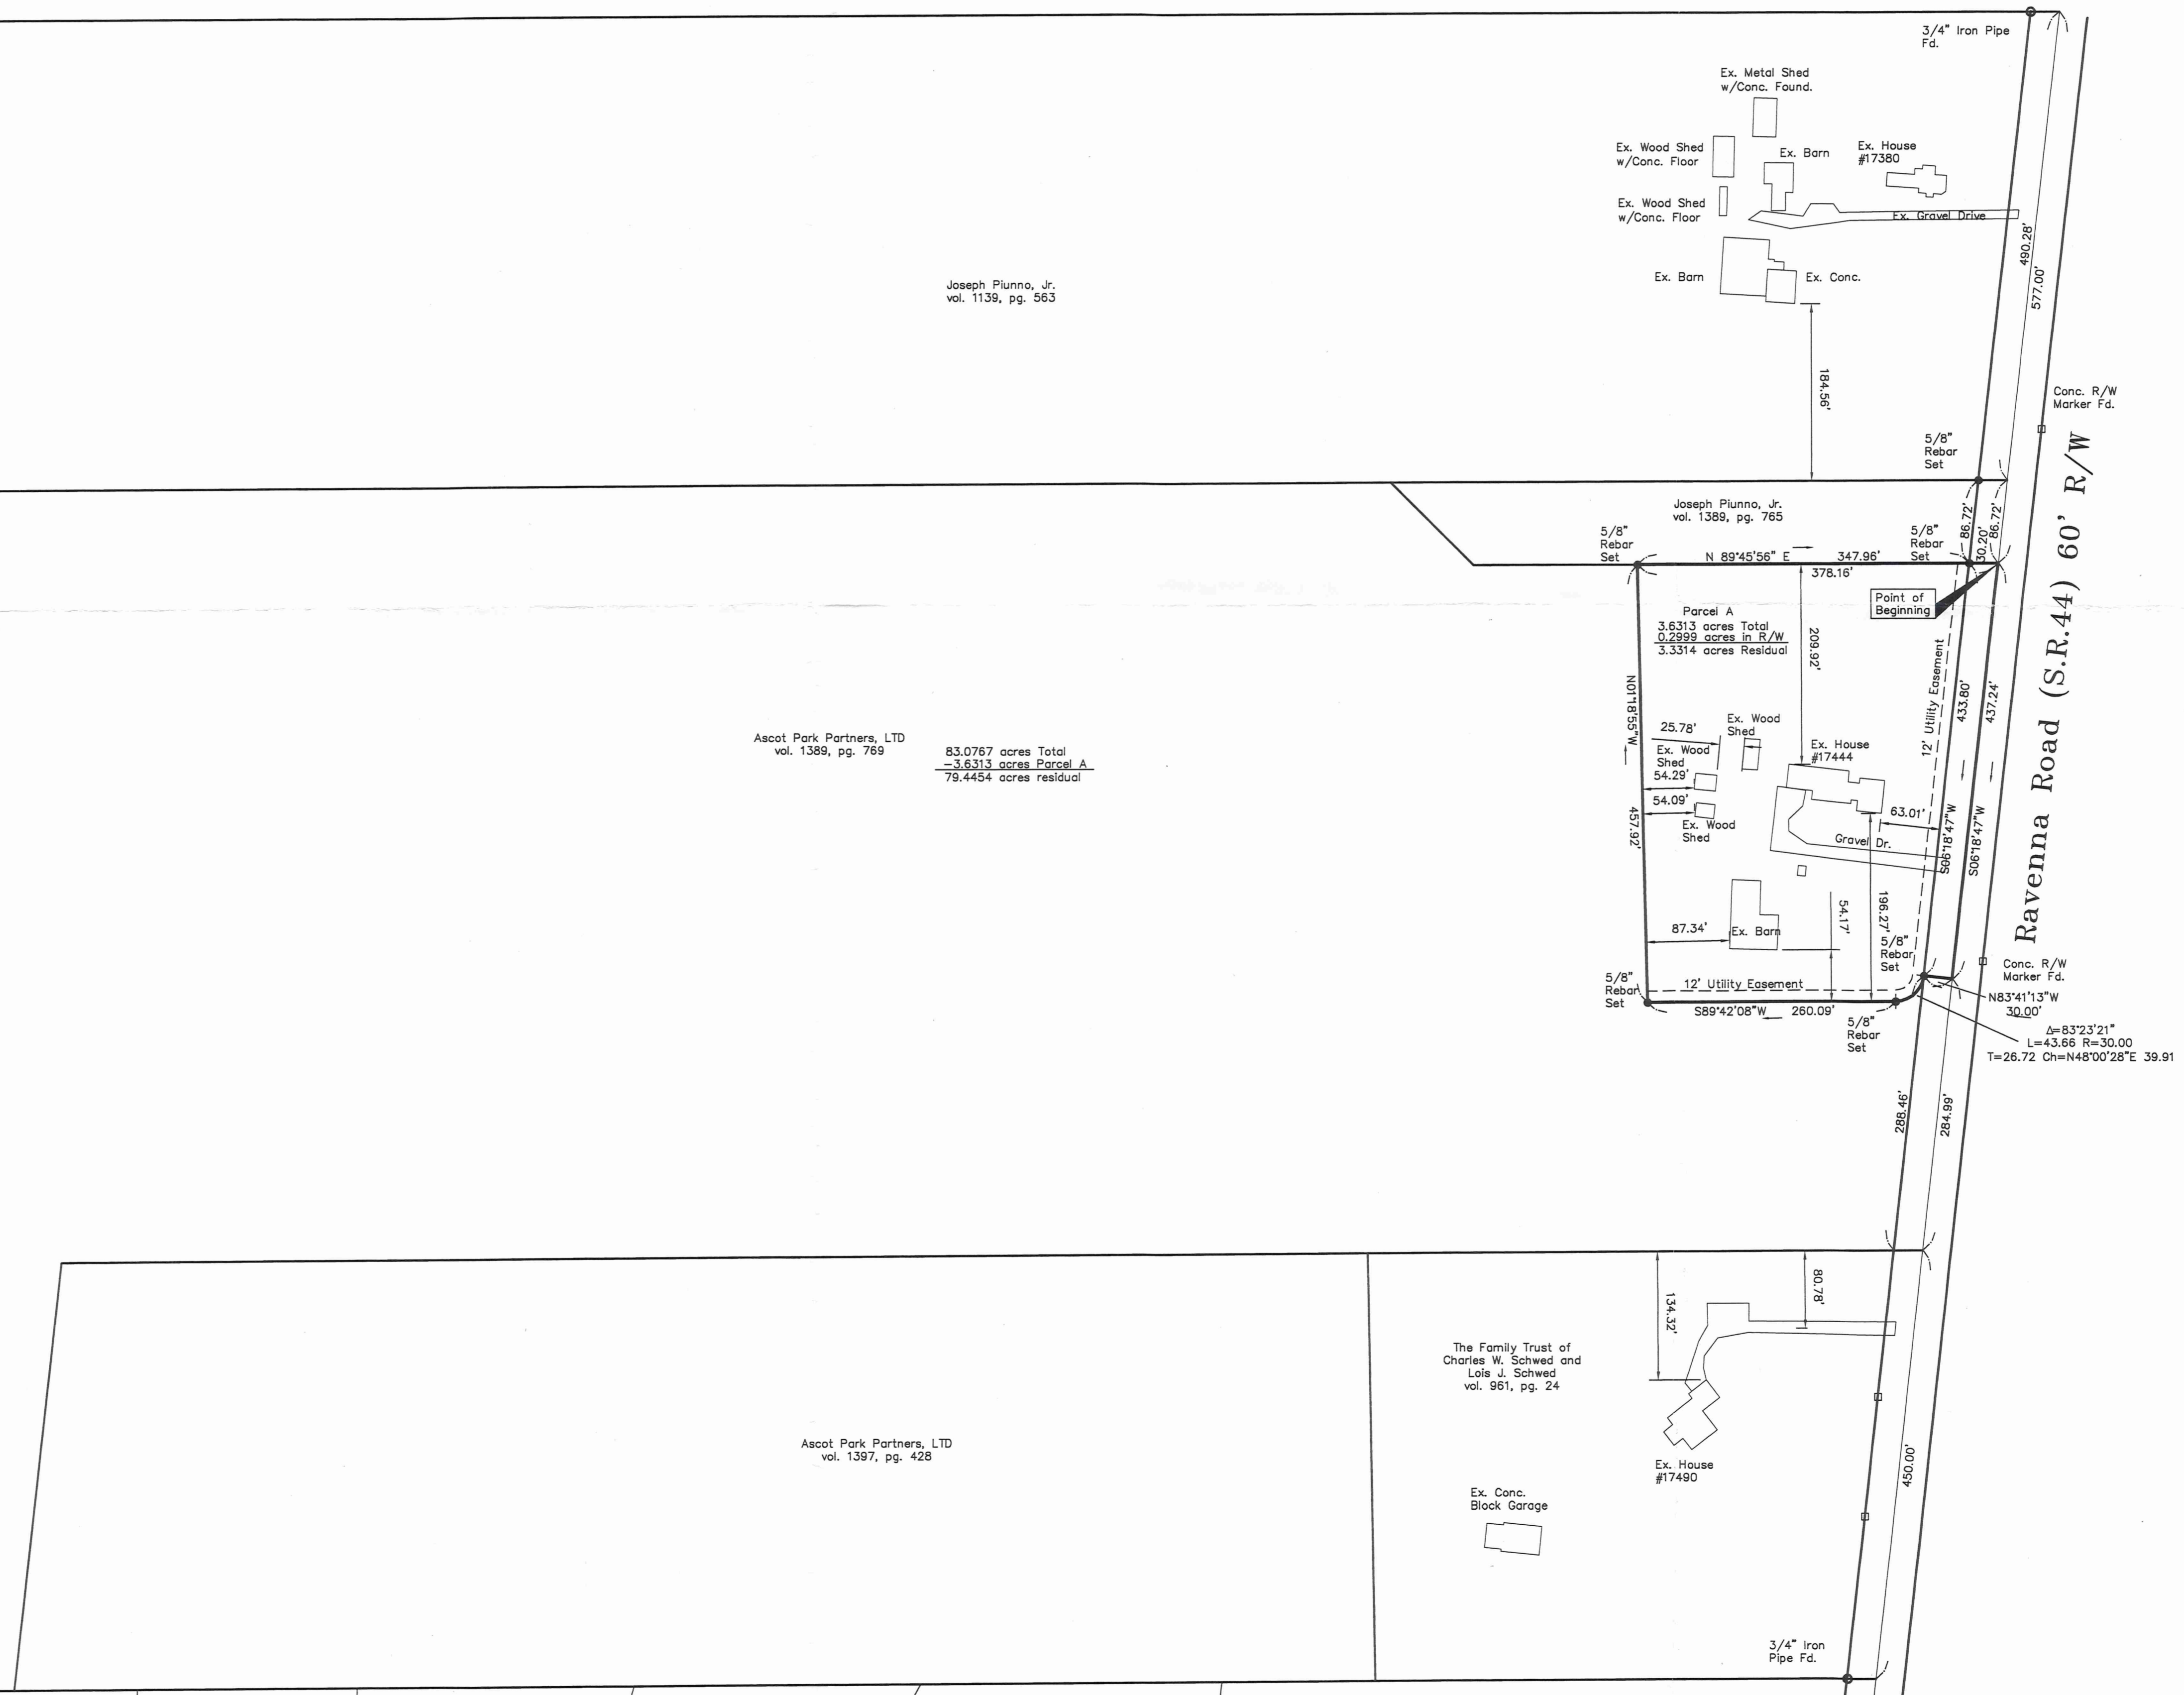 3/4" Iron Pipe
Fd.
Ex. Metal Shed
w/Conc. Found.
Ex. Wood Shed
w/Conc. Floor
Ex. Barn
Ex. House
#17380
Ex. Wood Shed
w/Conc. Floor
Ex. Gravel Drive
490.28'
577.00'
Ex. Barn
Ex. Conc.
Joseph Piunno, Jr.
vol. 1139, pg. 563
184.56'
Conc. R/W
Marker Fd.
5/8"
Rebar
Set
Ravenna Road (S.R.44) 60' R/W
Joseph Piunno, Jr.
vol. 1389, pg. 765
86.72'
30.20'
86.72'
5/8"
Rebar
Set
5/8"
Rebar
Set
N 89°45'56" E
347.96'
378.16'
Point of
Beginning
Parcel A
3.6313 acres Total
0.2999 acres in R/W
3.3314 acres Residual
209.92'
12' Utility Easement
433.80'
437.24'
N01°18'55"W
457.92'
25.78'
Ex. Wood
Shed
Ex. Wood
Shed
54.29'
54.09'
Ex. Wood
Shed
Ex. House
#17444
63.01'
Gravel Dr.
S06°18'47"W
S06°18'47"W
Ascot Park Partners, LTD
vol. 1389, pg. 769
83.0767 acres Total
-3.6313 acres Parcel A
79.4454 acres residual
196.27'
54.17'
87.34'
Ex. Barn
5/8"
Rebar
Set
5/8"
Rebar
Set
12' Utility Easement
S89°42'08"W
260.09'
5/8"
Rebar
Set
Conc. R/W
Marker Fd.
N83°41'13"W
30.00'
Δ=83°23'21"
L=43.66 R=30.00
T=26.72 Ch=N48°00'28"E 39.91
288.46'
284.99'
134.32'
80.78'
The Family Trust of
Charles W. Schwed and
Lois J. Schwed
vol. 961, pg. 24
Ex. House
#17490
Ascot Park Partners, LTD
vol. 1397, pg. 428
Ex. Conc.
Block Garage
450.00'
3/4" Iron
Pipe Fd.